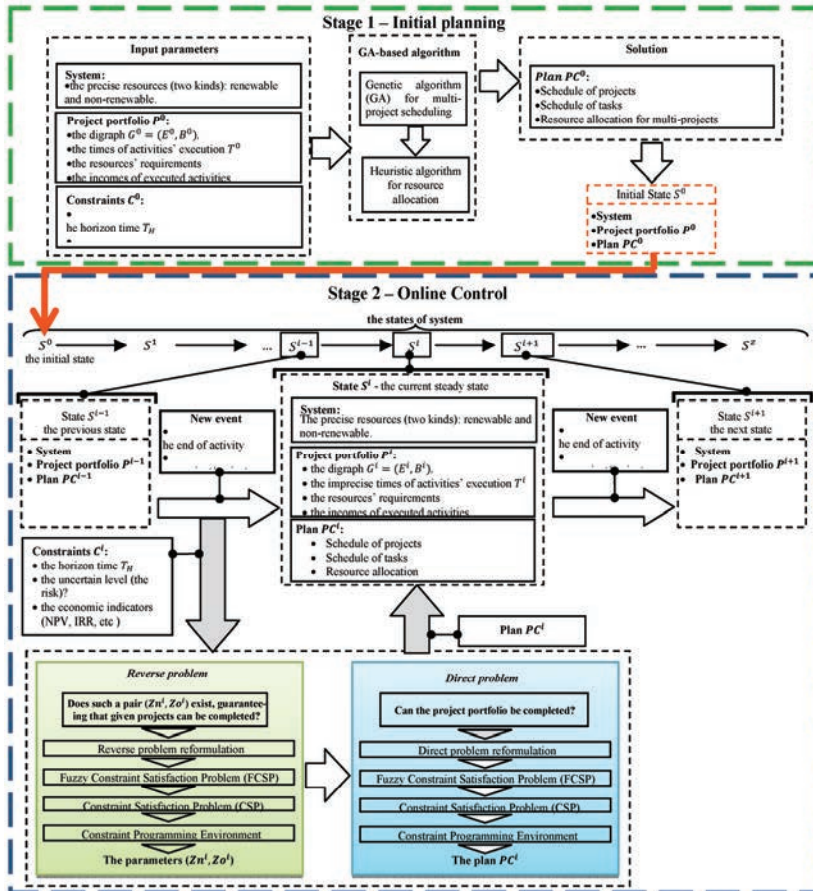 Stage 1 – Initial planning
Input parameters
System:
•the precise resources (two kinds): renewable
and non-renewable.
Project portfolio P⁰:
•the digraph G⁰ = (E⁰, B⁰).
•the times of activities' execution T⁰
•the resources' requirements
•the incomes of executed activities
Constraints C⁰:
•
he horizon time T_H
•
GA-based algorithm
Genetic algorithm
(GA) for multi-
project scheduling
Heuristic algorithm
for resource
allocation
Solution
Plan PC⁰:
•Schedule of projects
•Schedule of tasks
•Resource allocation for multi-projects
Initial State S⁰
•System
•Project portfolio P⁰
•Plan PC⁰
Stage 2 – Online Control
the states of system
S⁰ S¹ ... Sⁱ⁻¹ Sⁱ Sⁱ⁺¹ ... Sᶻ
the initial state
State Sⁱ⁻¹
the previous state
• System
• Project portfolio Pⁱ⁻¹
• Plan PCⁱ⁻¹
New event
•
he end of activity
•
State Sⁱ - the current steady state
System:
The precise resources (two kinds): renewable and
non-renewable.
Project portfolio Pⁱ:
• the digraph Gⁱ = (Eⁱ, Bⁱ).
• the imprecise times of activities' execution Tⁱ
• the resources' requirements
• the incomes of executed activities
Plan PCⁱ:
• Schedule of projects
• Schedule of tasks
• Resource allocation
New event
•
he end of activity
•
State Sⁱ⁺¹
the next state
• System
• Project portfolio Pⁱ⁺¹
• Plan PCⁱ⁺¹
Constraints Cⁱ:
• the horizon time T_H
• the uncertain level (the
risk)?
• the economic indicators
(NPV, IRR, etc )
Plan PCⁱ
Reverse problem
Does such a pair (Znⁱ, Zoⁱ) exist, guarantee-
ing that given projects can be completed?
Reverse problem reformulation
Fuzzy Constraint Satisfaction Problem (FCSP)
Constraint Satisfaction Problem (CSP)
Constraint Programming Environment
The parameters (Znⁱ, Zoⁱ)
Direct problem
Can the project portfolio be completed?
Direct problem reformulation
Fuzzy Constraint Satisfaction Problem (FCSP)
Constraint Satisfaction Problem (CSP)
Constraint Programming Environment
The plan PCⁱ